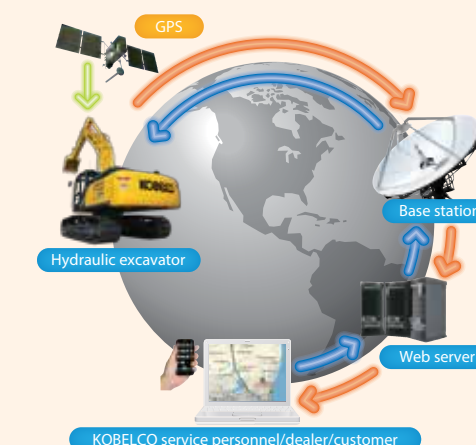 GPS
KOBELCO
Hydraulic excavator
Base station
Web server
KOBELCO service personnel/dealer/customer